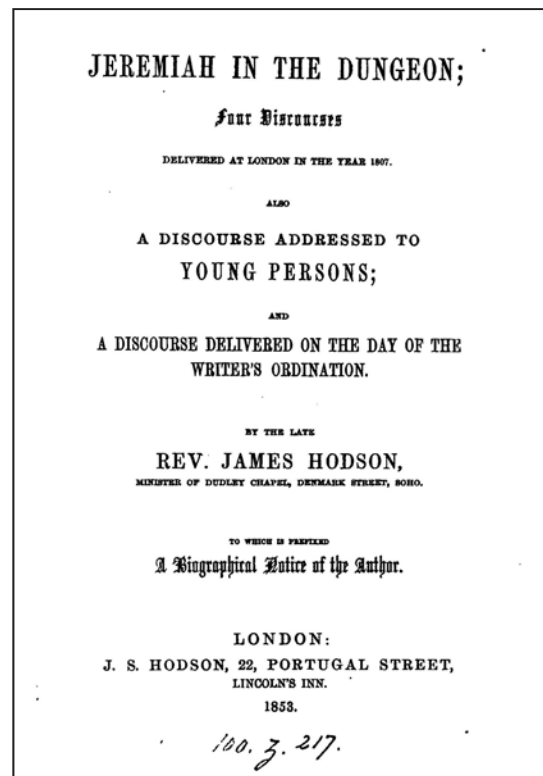 JEREMIAH IN THE DUNGEON;
Four Discourses
DELIVERED AT LONDON IN THE YEAR 1807.
ALSO
A DISCOURSE ADDRESSED TO
YOUNG PERSONS;
AND
A DISCOURSE DELIVERED ON THE DAY OF THE
WRITER'S ORDINATION.
BY THE LATE
REV. JAMES HODSON,
MINISTER OF DUDLEY CHAPEL, DENMARK STREET, SOHO.
TO WHICH IS PREFIXED
A Biographical Notice of the Author.
LONDON:
J. S. HODSON, 22, PORTUGAL STREET,
LINCOLN'S INN.
1853.
100. z. 217.